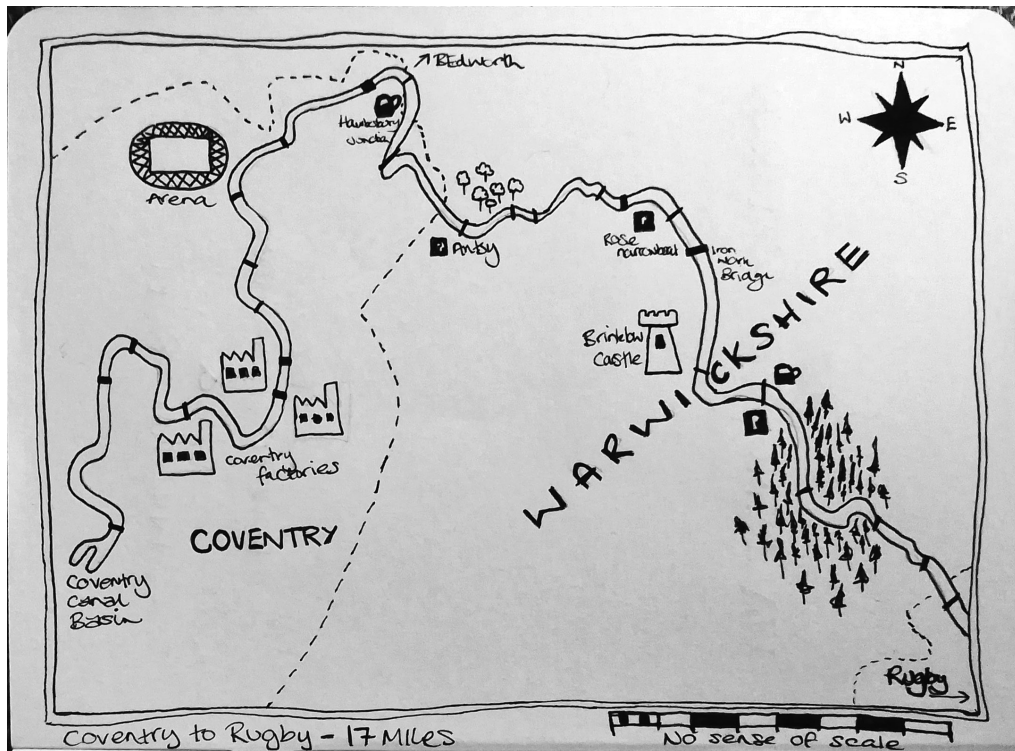 BEdworth
N
W
E
S
Hawkesbury
Junction
Arena
Ansty
Rose
narrowboat
Iron
Work
Bridge
Brinklow
Castle
WARWICKSHIRE
Coventry
factories
COVENTRY
Coventry
Canal
Basin
Rugby
Coventry to Rugby - 17 MILES
No sense of scale